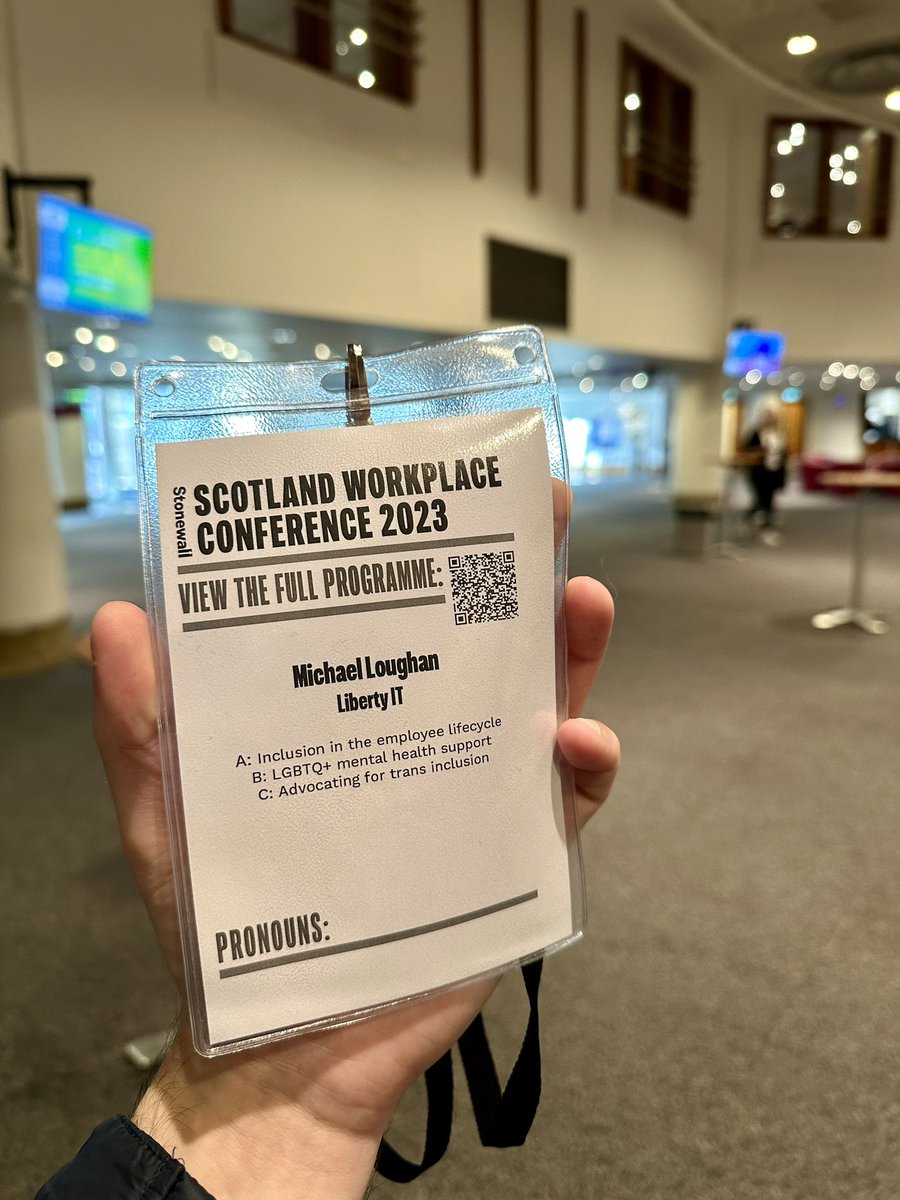 Stonewall
SCOTLAND WORKPLACE
CONFERENCE 2023
VIEW THE FULL PROGRAMME:
Michael Loughan
Liberty IT
A: Inclusion in the employee lifecycle
B: LGBTQ+ mental health support
C: Advocating for trans inclusion
PRONOUNS: